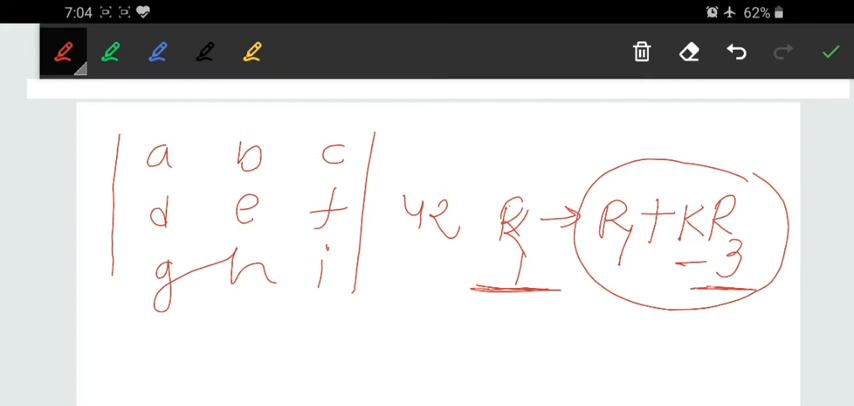 7:04 62%
a b c
d e f R₁ → R₁ + KR₃
g h i